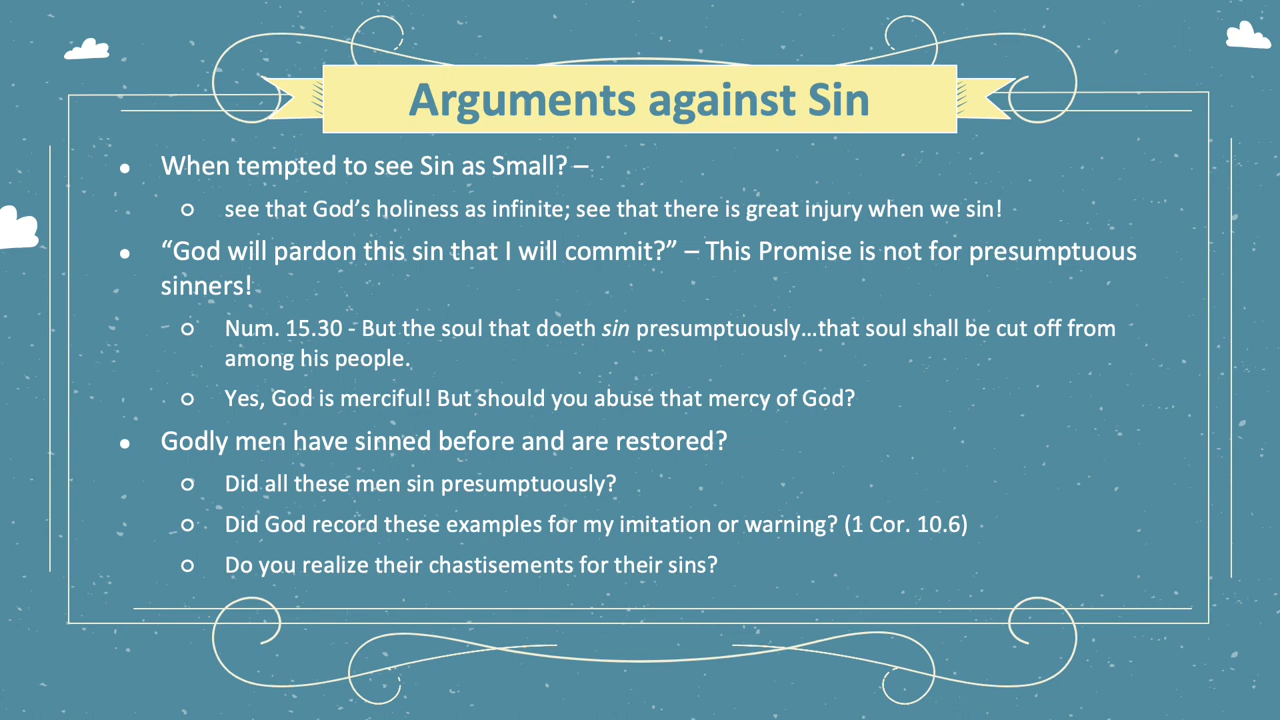 Arguments against Sin
● When tempted to see Sin as Small? –
○ see that God’s holiness as infinite; see that there is great injury when we sin!
● “God will pardon this sin that I will commit?” – This Promise is not for presumptuous
sinners!
○ Num. 15.30 - But the soul that doeth sin presumptuously…that soul shall be cut off from
among his people.
○ Yes, God is merciful! But should you abuse that mercy of God?
● Godly men have sinned before and are restored?
○ Did all these men sin presumptuously?
○ Did God record these examples for my imitation or warning? (1 Cor. 10.6)
○ Do you realize their chastisements for their sins?